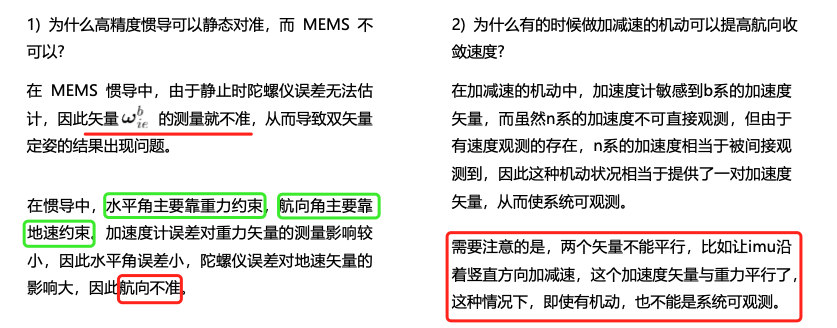 1) 为什么高精度惯导可以静态对准，而 MEMS 不
可以?
在 MEMS 惯导中，由于静止时陀螺仪误差无法估
计，因此矢量 ω_{ie}^{b} 的测量就不准，从而导致双矢量
定姿的结果出现问题。
在惯导中，水平角主要靠重力约束，航向角主要靠
地速约束。加速度计误差对重力矢量的测量影响较
小，因此水平角误差小，陀螺仪误差对地速矢量的
影响大，因此航向不准。
2) 为什么有的时候做加减速的机动可以提高航向收
敛速度?
在加减速的机动中，加速度计敏感到b系的加速度
矢量，而虽然n系的加速度不可直接观测，但由于
有速度观测的存在，n系的加速度相当于被间接观
测到，因此这种机动状况相当于提供了一对加速度
矢量，从而使系统可观测。
需要注意的是，两个矢量不能平行，比如让imu沿
着竖直方向加减速，这个加速度矢量与重力平行了，
这种情况下，即使有机动，也不能是系统可观测。